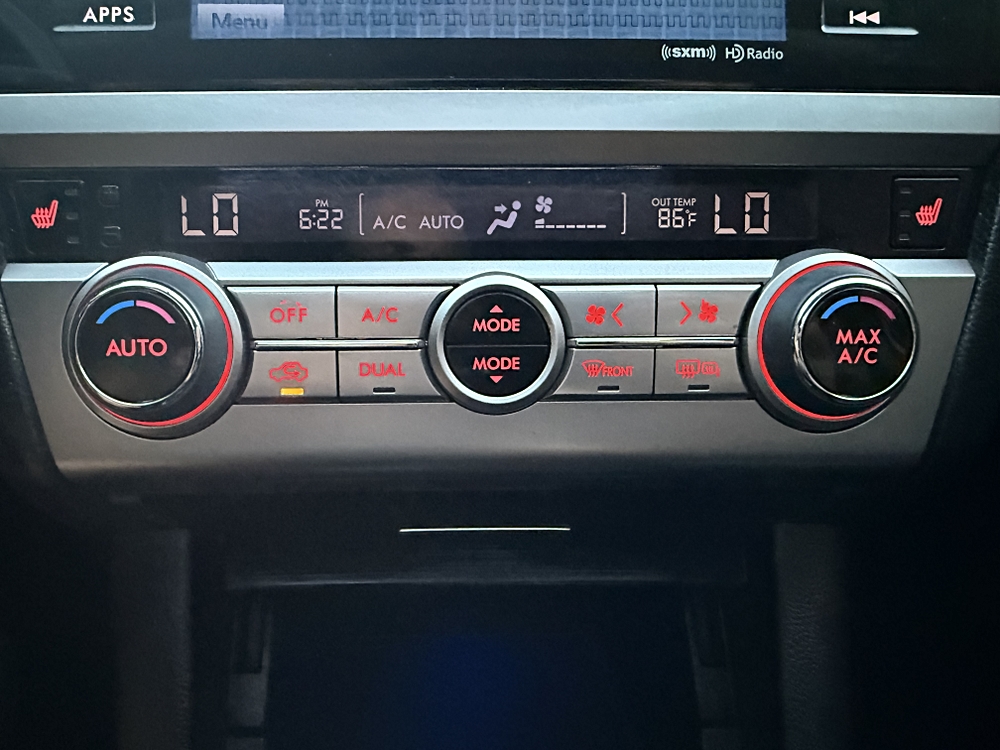 APPS
Menu
((sxm)) HD Radio
LO
PM
6:22
A/C AUTO
OUT TEMP
86°F
LO
AUTO
OFF
A/C
MODE
MODE
DUAL
W/FRONT
MAX
A/C